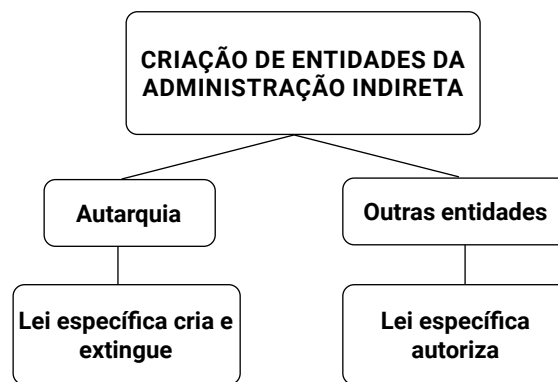 CRIAÇÃO DE ENTIDADES DA
ADMINISTRAÇÃO INDIRETA
Autarquia
Outras entidades
Lei específica cria e
extingue
Lei específica
autoriza